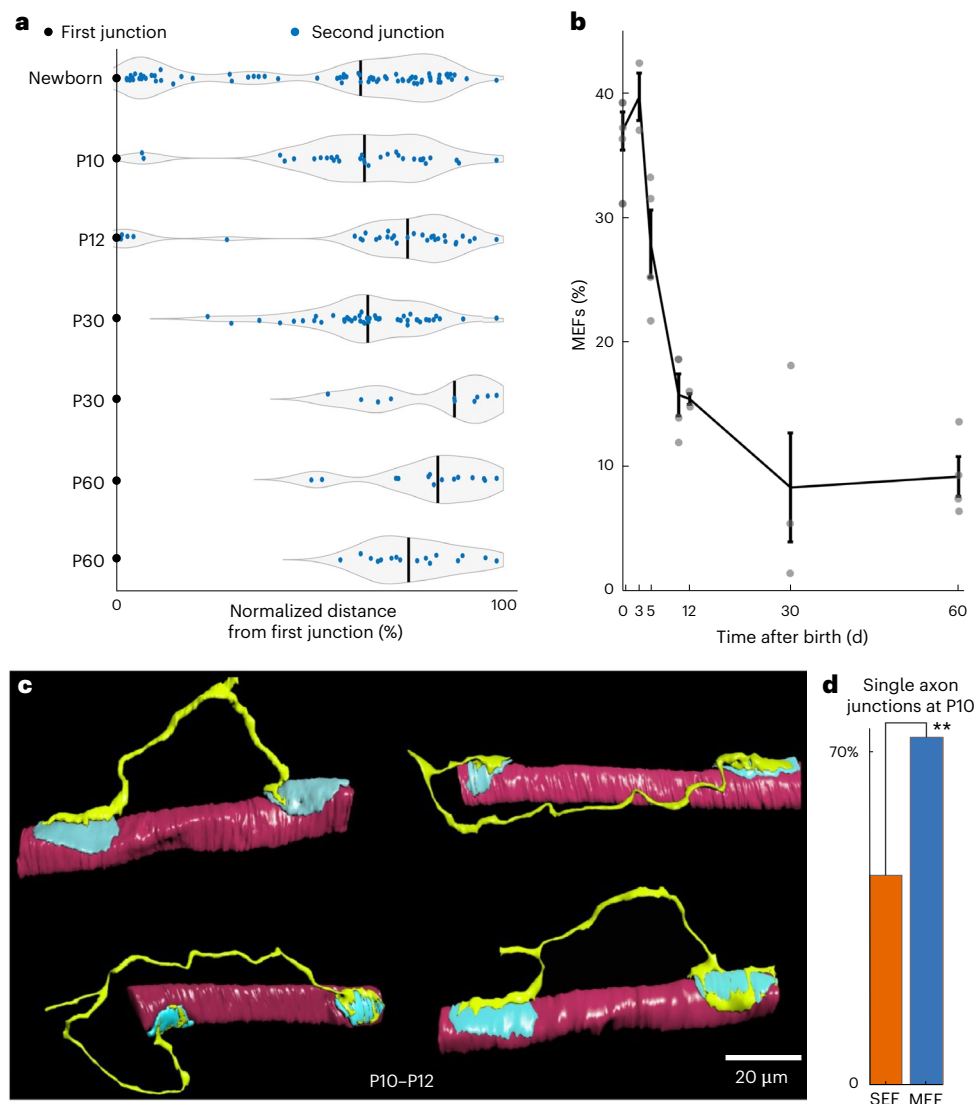 a
First junction
Second junction
Newborn
P10
P12
P30
P30
P60
P60
0
100
Normalized distance
from first junction (%)
b
MEFs (%)
40
30
20
10
0
0 3 5 12 30 60
Time after birth (d)
c
P10–P12
20 μm
d
Single axon
junctions at P10
**
70%
0
SEF MEF